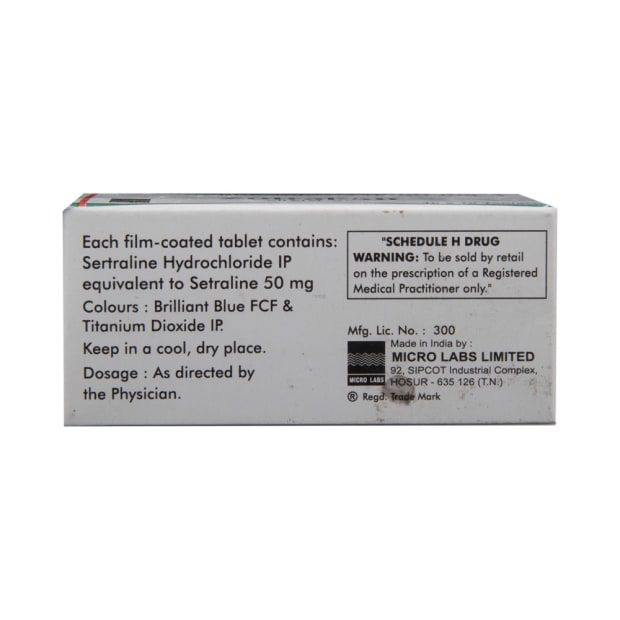 Each film-coated tablet contains:
Sertraline Hydrochloride IP
equivalent to Setraline 50 mg
Colours : Brilliant Blue FCF &
Titanium Dioxide IP.
Keep in a cool, dry place.
Dosage : As directed by
the Physician.
"SCHEDULE H DRUG
WARNING: To be sold by retail
on the prescription of a Registered
Medical Practitioner only."
Mfg. Lic. No. : 300
Made in India by :
MICRO LABS LIMITED
92, SIPCOT Industrial Complex,
HOSUR - 635 126 (T.N.)
MICRO LABS
® Regd. Trade Mark